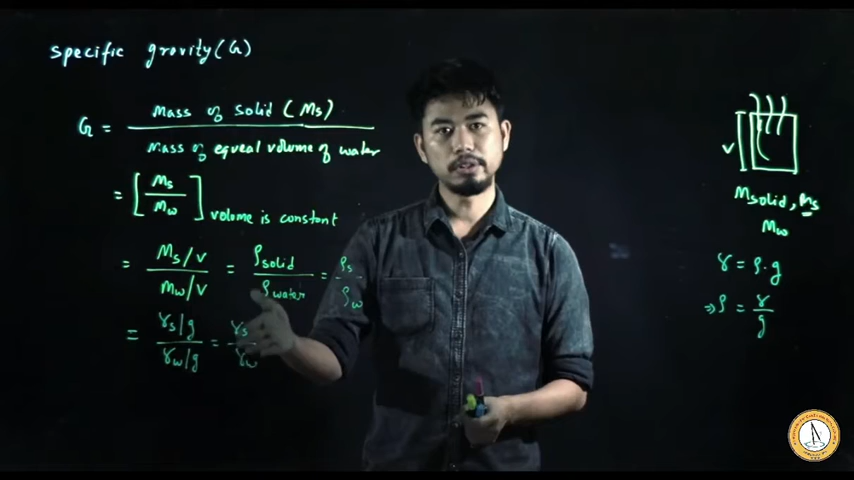 specific gravity (G)
G = Mass of solid (Ms) / Mass of equeal volume of water
= [Ms / Mw] volume is constant
= Ms/v / Mw/v = ρsolid / ρwater = ρs / ρw
= γs/g / γw/g = γs / γw
v
Msolid, Ms
Mw
γ = ρ.g
⇒ ρ = γ / g